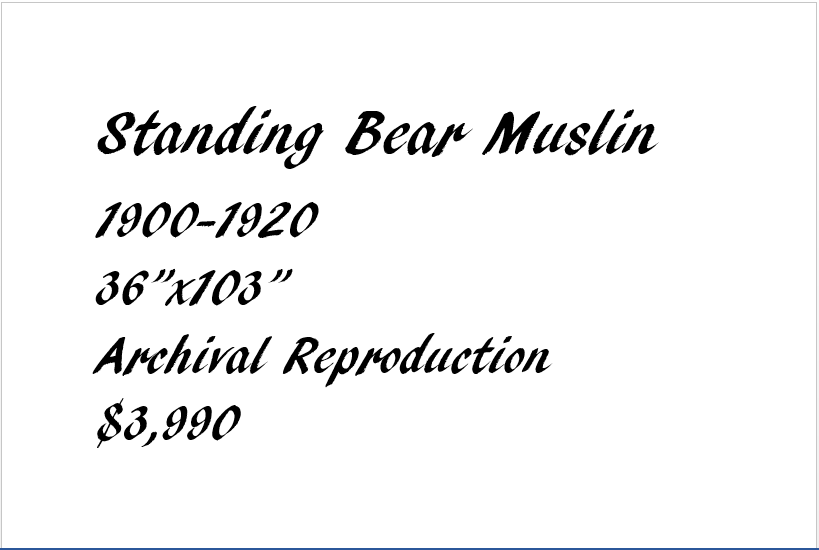 Standing Bear Muslin
1900-1920
36”x103”
Archival Reproduction
$3,990